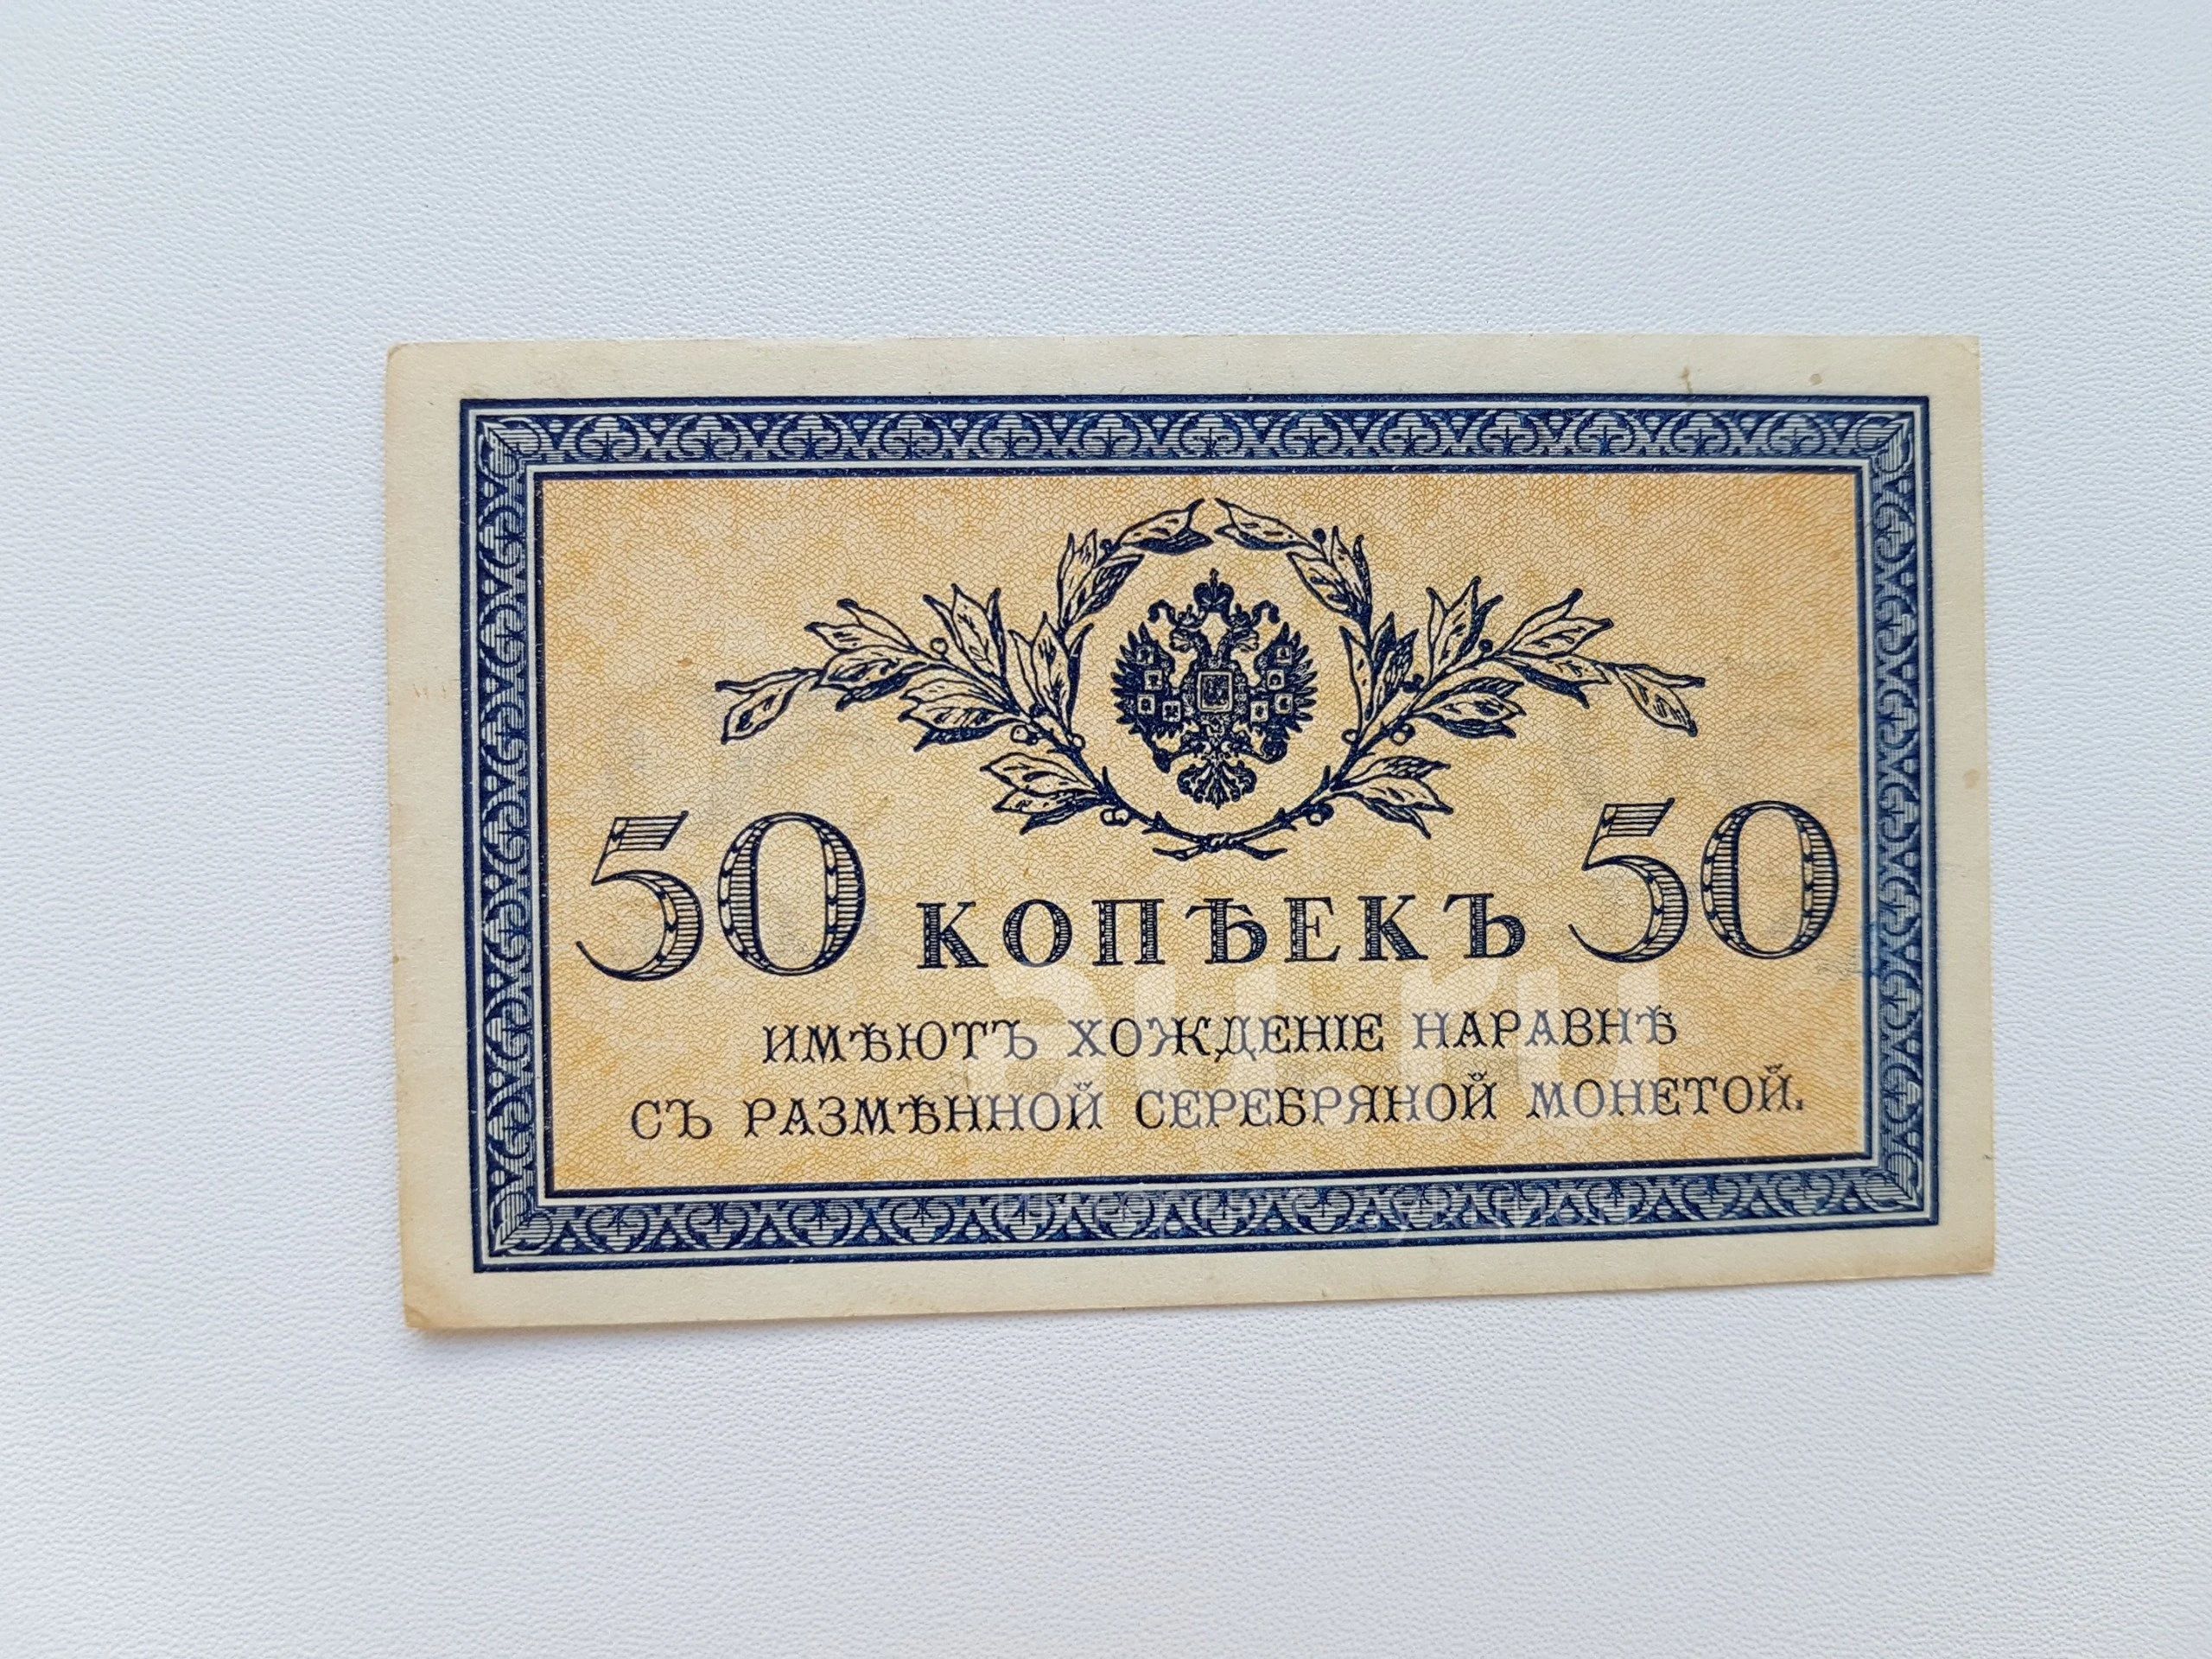 50 КОПѢЕКЪ 50
ИМѢЮТЪ ХОЖДЕНІЕ НАРАВНѢ
СЪ РАЗМѢННОЙ СЕРЕБРЯНОЙ МОНЕТОЙ.